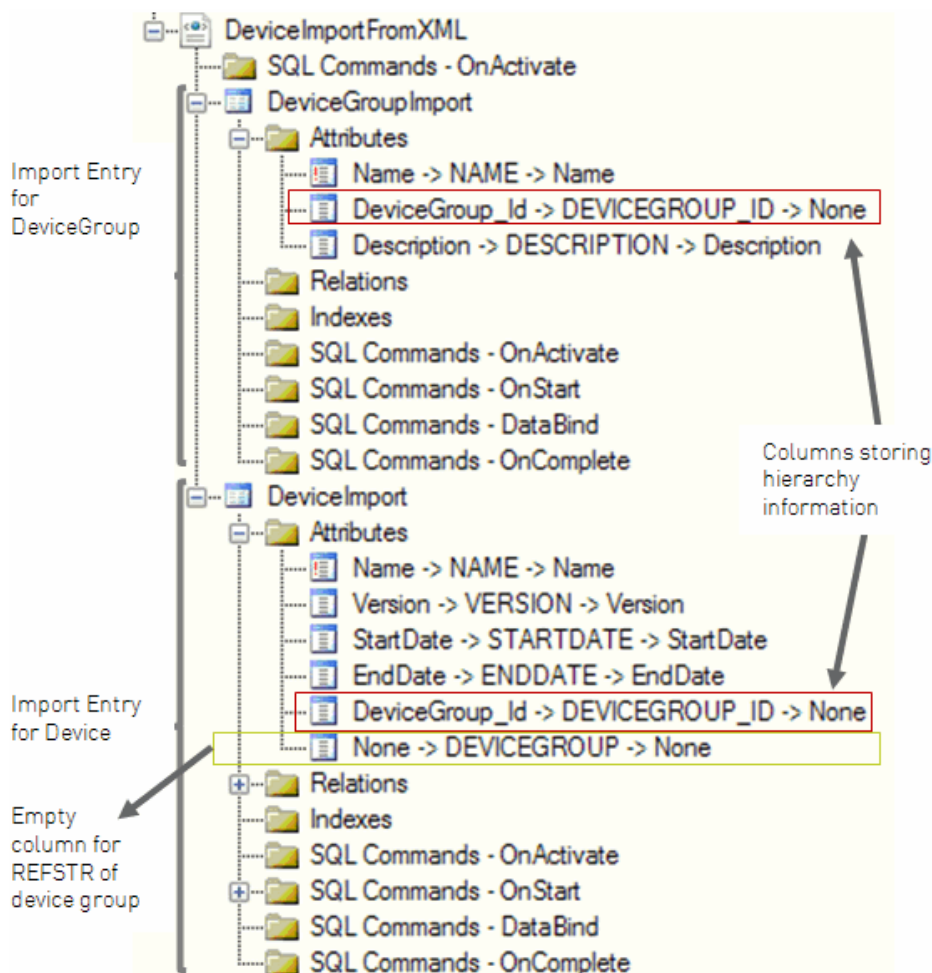 DeviceImportFromXML
SQL Commands - OnActivate
DeviceGroupImport
Attributes
Name -> NAME -> Name
DeviceGroup_Id -> DEVICEGROUP_ID -> None
Description -> DESCRIPTION -> Description
Relations
Indexes
SQL Commands - OnActivate
SQL Commands - OnStart
SQL Commands - DataBind
SQL Commands - OnComplete
DeviceImport
Attributes
Name -> NAME -> Name
Version -> VERSION -> Version
StartDate -> STARTDATE -> StartDate
EndDate -> ENDDATE -> EndDate
DeviceGroup_Id -> DEVICEGROUP_ID -> None
None -> DEVICEGROUP -> None
Relations
Indexes
SQL Commands - OnActivate
SQL Commands - OnStart
SQL Commands - DataBind
SQL Commands - OnComplete
Import Entry
for
DeviceGroup
Import Entry
for Device
Empty
column for
REFSTR of
device group
Columns storing
hierarchy
information